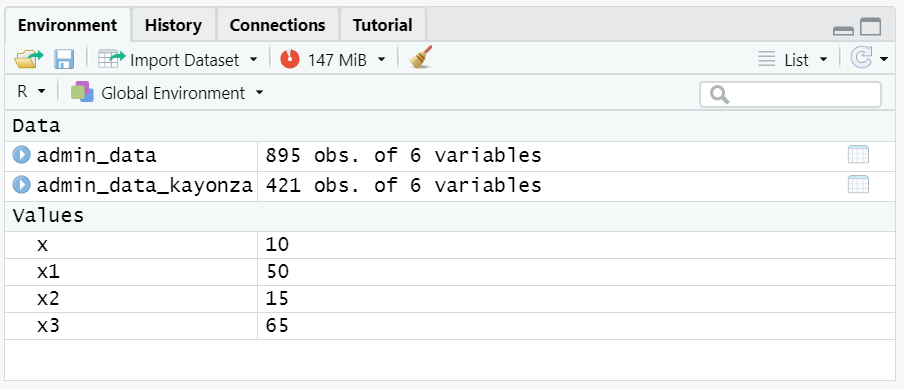 Environment History Connections Tutorial
Import Dataset 147 MiB List
R Global Environment
Data
admin_data 895 obs. of 6 variables
admin_data_kayonza 421 obs. of 6 variables
Values
x 10
x1 50
x2 15
x3 65